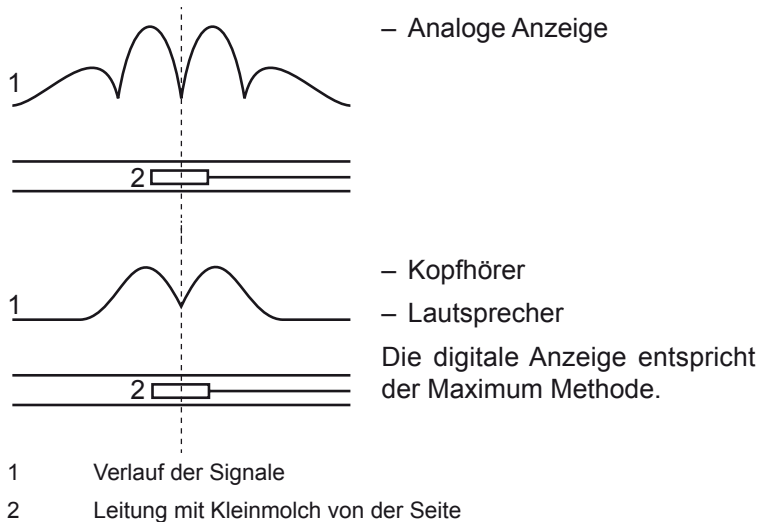 – Analoge Anzeige
1
2
– Kopfhörer
1
– Lautsprecher
Die digitale Anzeige entspricht
der Maximum Methode.
2
1 Verlauf der Signale
2 Leitung mit Kleinmolch von der Seite